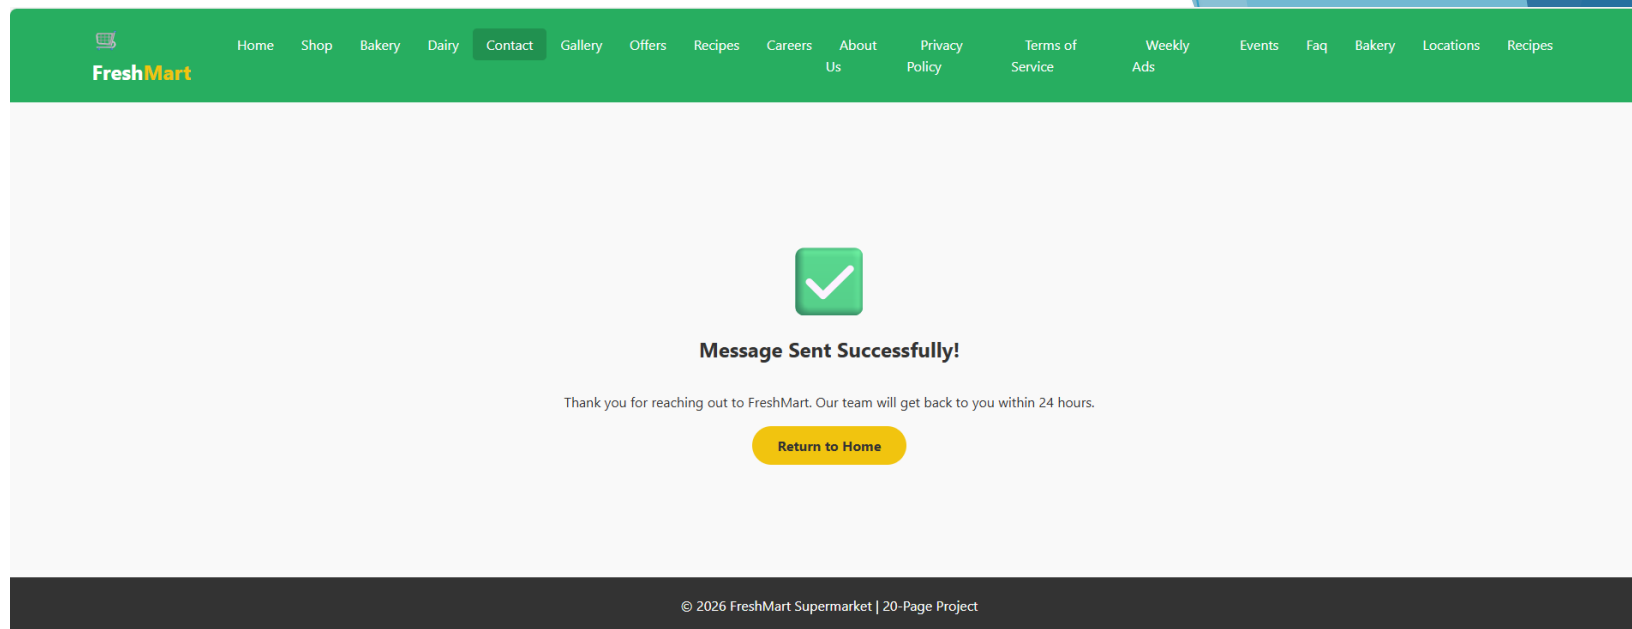 FreshMart
Home Shop Bakery Dairy Contact Gallery Offers Recipes Careers About Us Privacy Policy Terms of Service Weekly Ads Events Faq Bakery Locations Recipes
Message Sent Successfully!
Thank you for reaching out to FreshMart. Our team will get back to you within 24 hours.
Return to Home
© 2026 FreshMart Supermarket | 20-Page Project